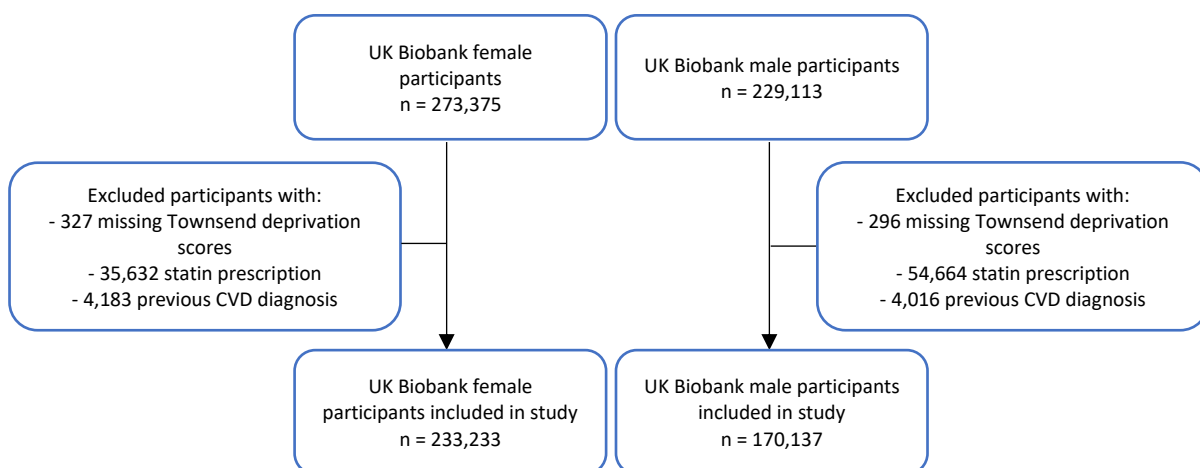 UK Biobank female
participants
n = 273,375
UK Biobank male participants
n = 229,113
Excluded participants with:
- 327 missing Townsend deprivation
scores
- 35,632 statin prescription
- 4,183 previous CVD diagnosis
Excluded participants with:
- 296 missing Townsend deprivation
scores
- 54,664 statin prescription
- 4,016 previous CVD diagnosis
UK Biobank female
participants included in study
n = 233,233
UK Biobank male participants
included in study
n = 170,137